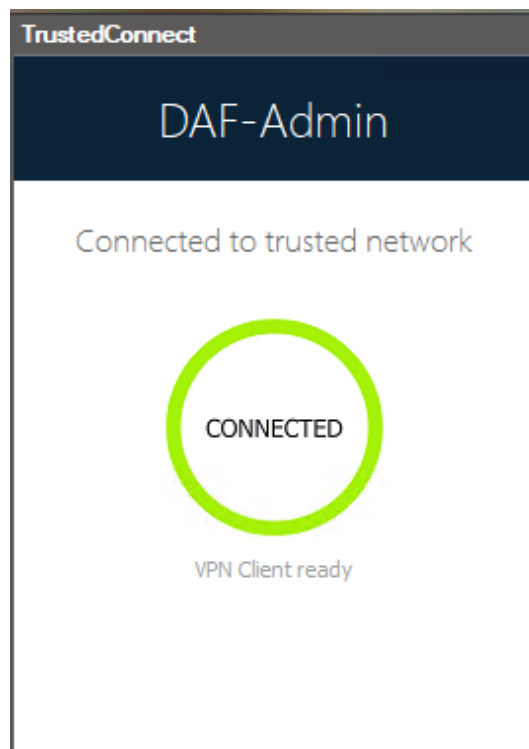 TrustedConnect
DAF-Admin
Connected to trusted network
CONNECTED
VPN Client ready